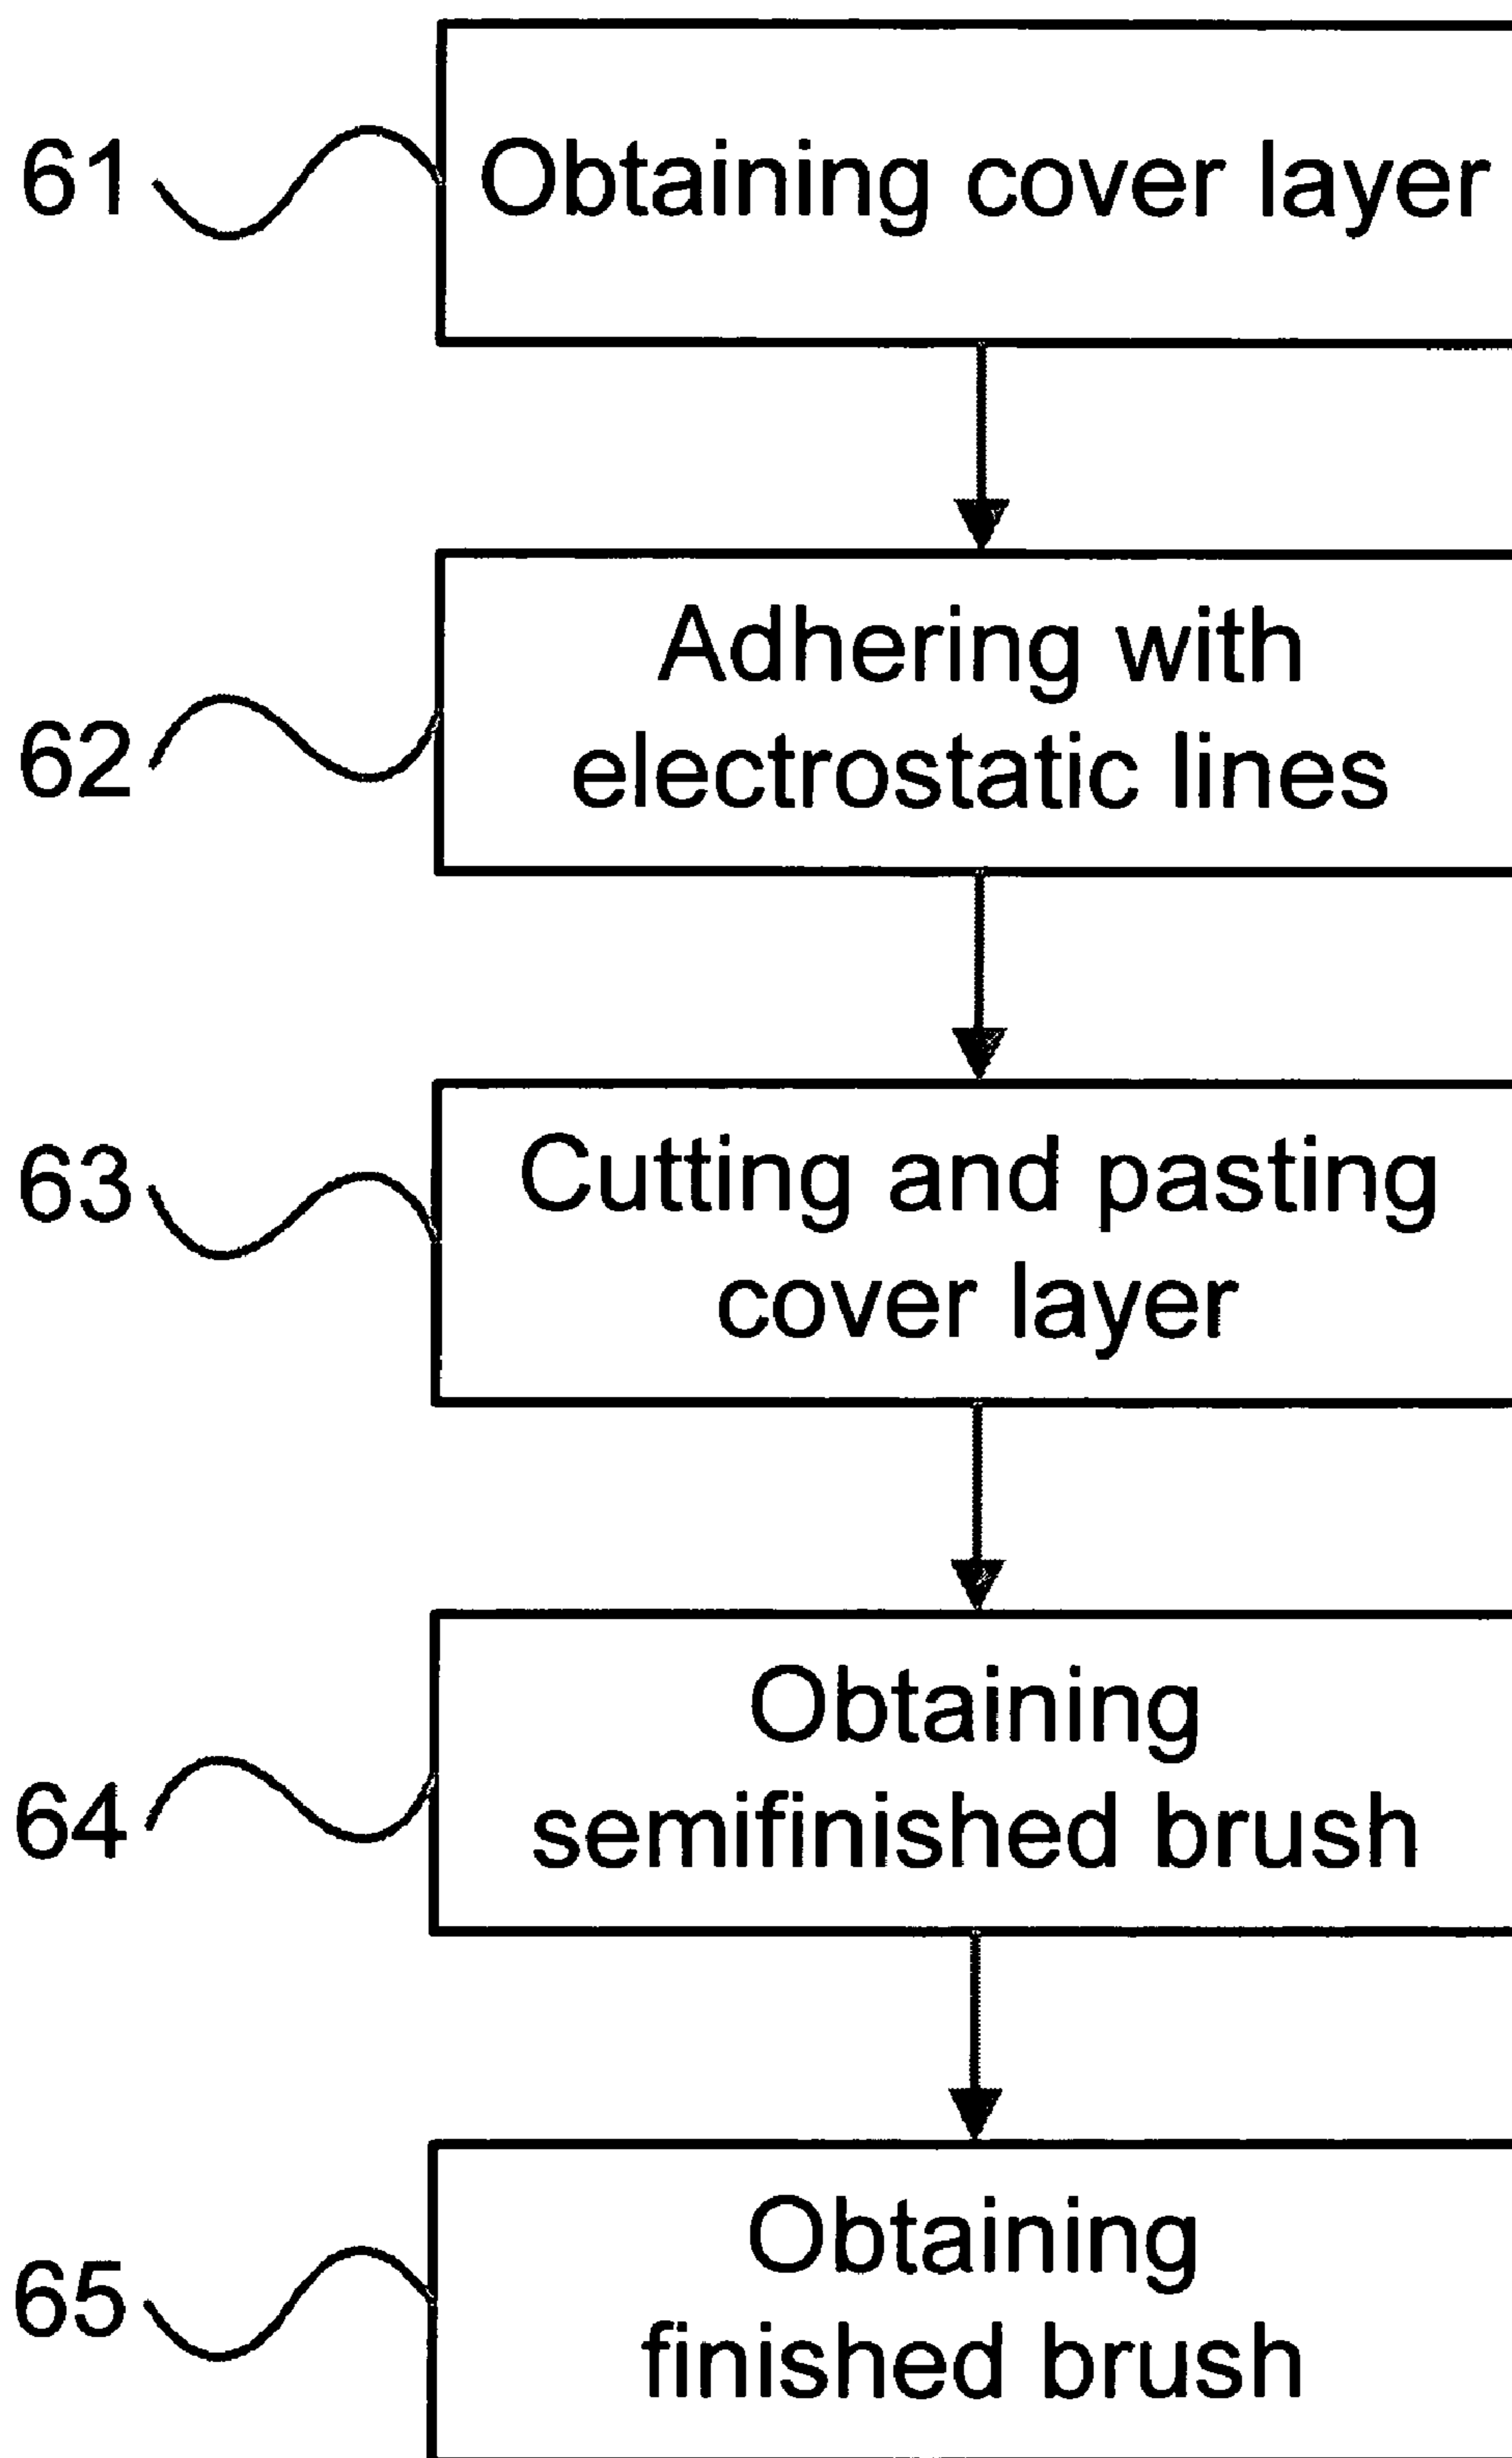 61
Obtaining cover layer
62
Adhering with
electrostatic lines
63
Cutting and pasting
cover layer
64
Obtaining
semifinished brush
65
Obtaining
finished brush